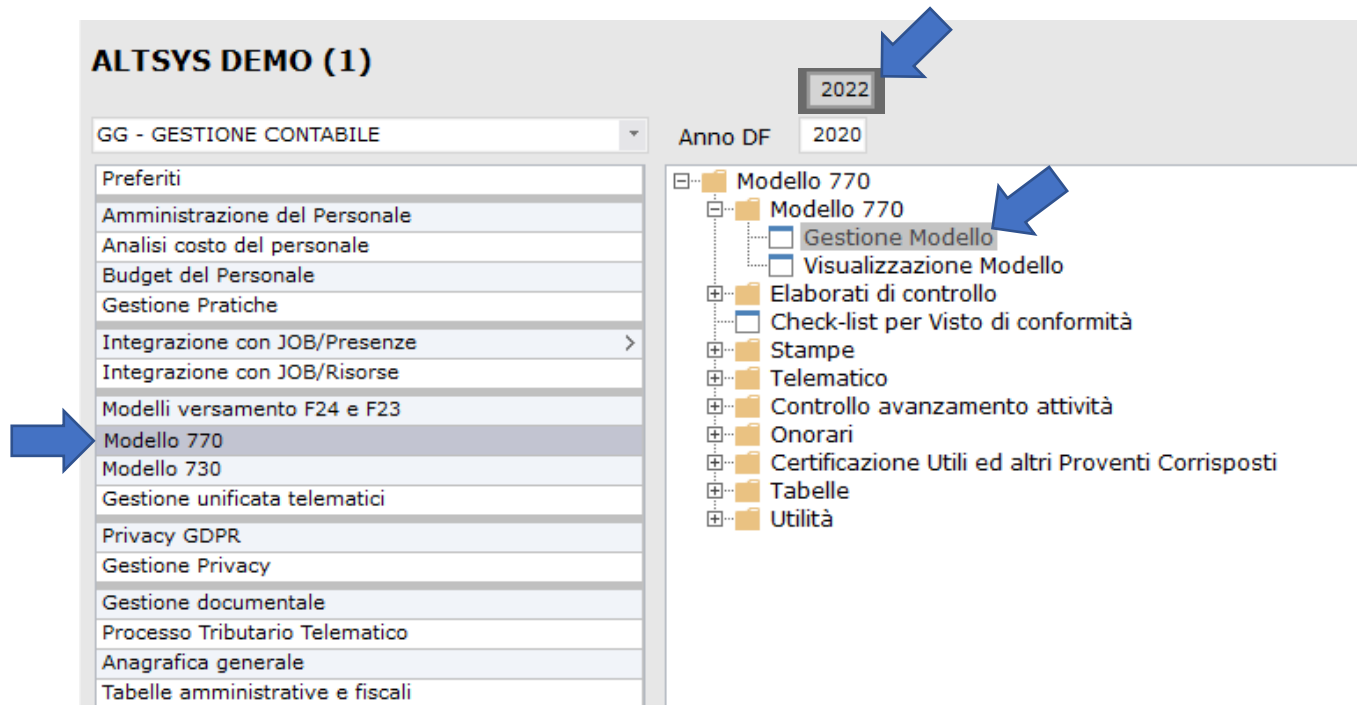 ALTSYS DEMO (1)
2022
GG - GESTIONE CONTABILE
Anno DF 2020
Preferiti
Amministrazione del Personale
Analisi costo del personale
Budget del Personale
Gestione Pratiche
Integrazione con JOB/Presenze >
Integrazione con JOB/Risorse
Modelli versamento F24 e F23
Modello 770
Modello 730
Gestione unificata telematici
Privacy GDPR
Gestione Privacy
Gestione documentale
Processo Tributario Telematico
Anagrafica generale
Tabelle amministrative e fiscali
Modello 770
Modello 770
Gestione Modello
Visualizzazione Modello
Elaborati di controllo
Check-list per Visto di conformità
Stampe
Telematico
Controllo avanzamento attività
Onorari
Certificazione Utili ed altri Proventi Corrisposti
Tabelle
Utilità